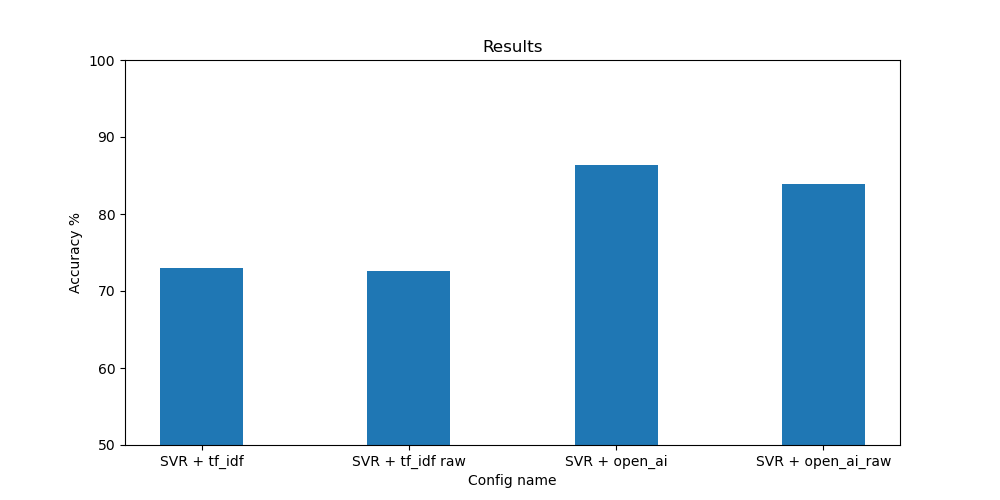 Results
100
90
80
70
60
50
Accuracy %
SVR + tf_idf
SVR + tf_idf raw
SVR + open_ai
SVR + open_ai_raw
Config name